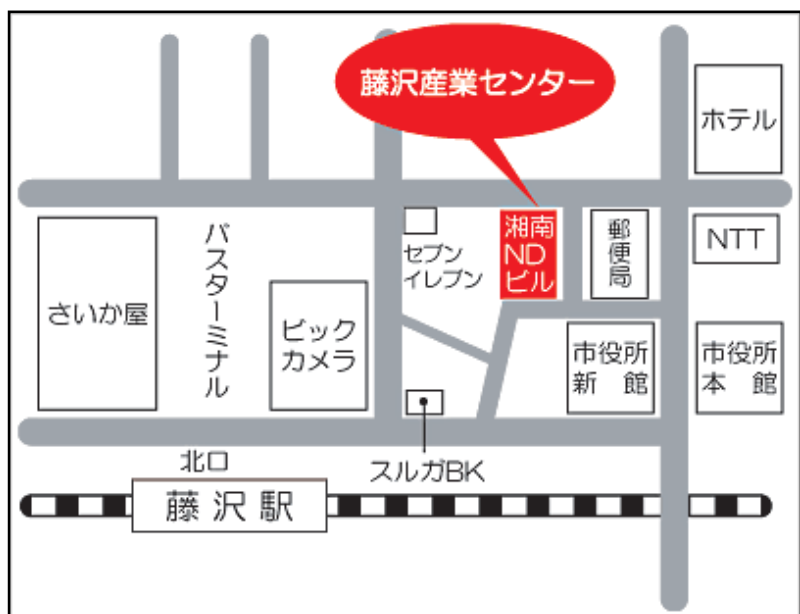 藤沢産業センター
ホテル
さいか屋
バスターミナル
ビック
カメラ
セブン
イレブン
湘南
ND
ビル
郵便局
NTT
市役所
新館
市役所
本館
北口
スルガBK
藤沢駅